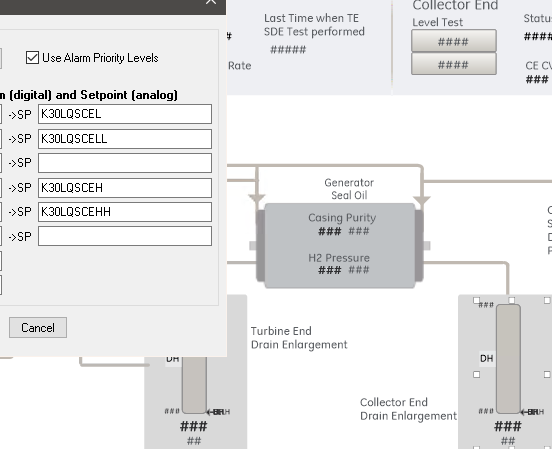 Use Alarm Priority Levels
m (digital) and Setpoint (analog)
->SP K30LQSCEL
->SP K30LQSCELL
->SP
->SP K30LQSCEH
->SP K30LQSCEHH
->SP
Cancel
Last Time when TE
SDE Test performed
#####
Rate
Collector End
Level Test
####
####
Status
####
CE CV
###
Generator
Seal Oil
Casing Purity
### ###
H2 Pressure
### ###
Turbine End
Drain Enlargement
DH
###
###
##
Collector End
Drain Enlargement
###
DH
###
###
##